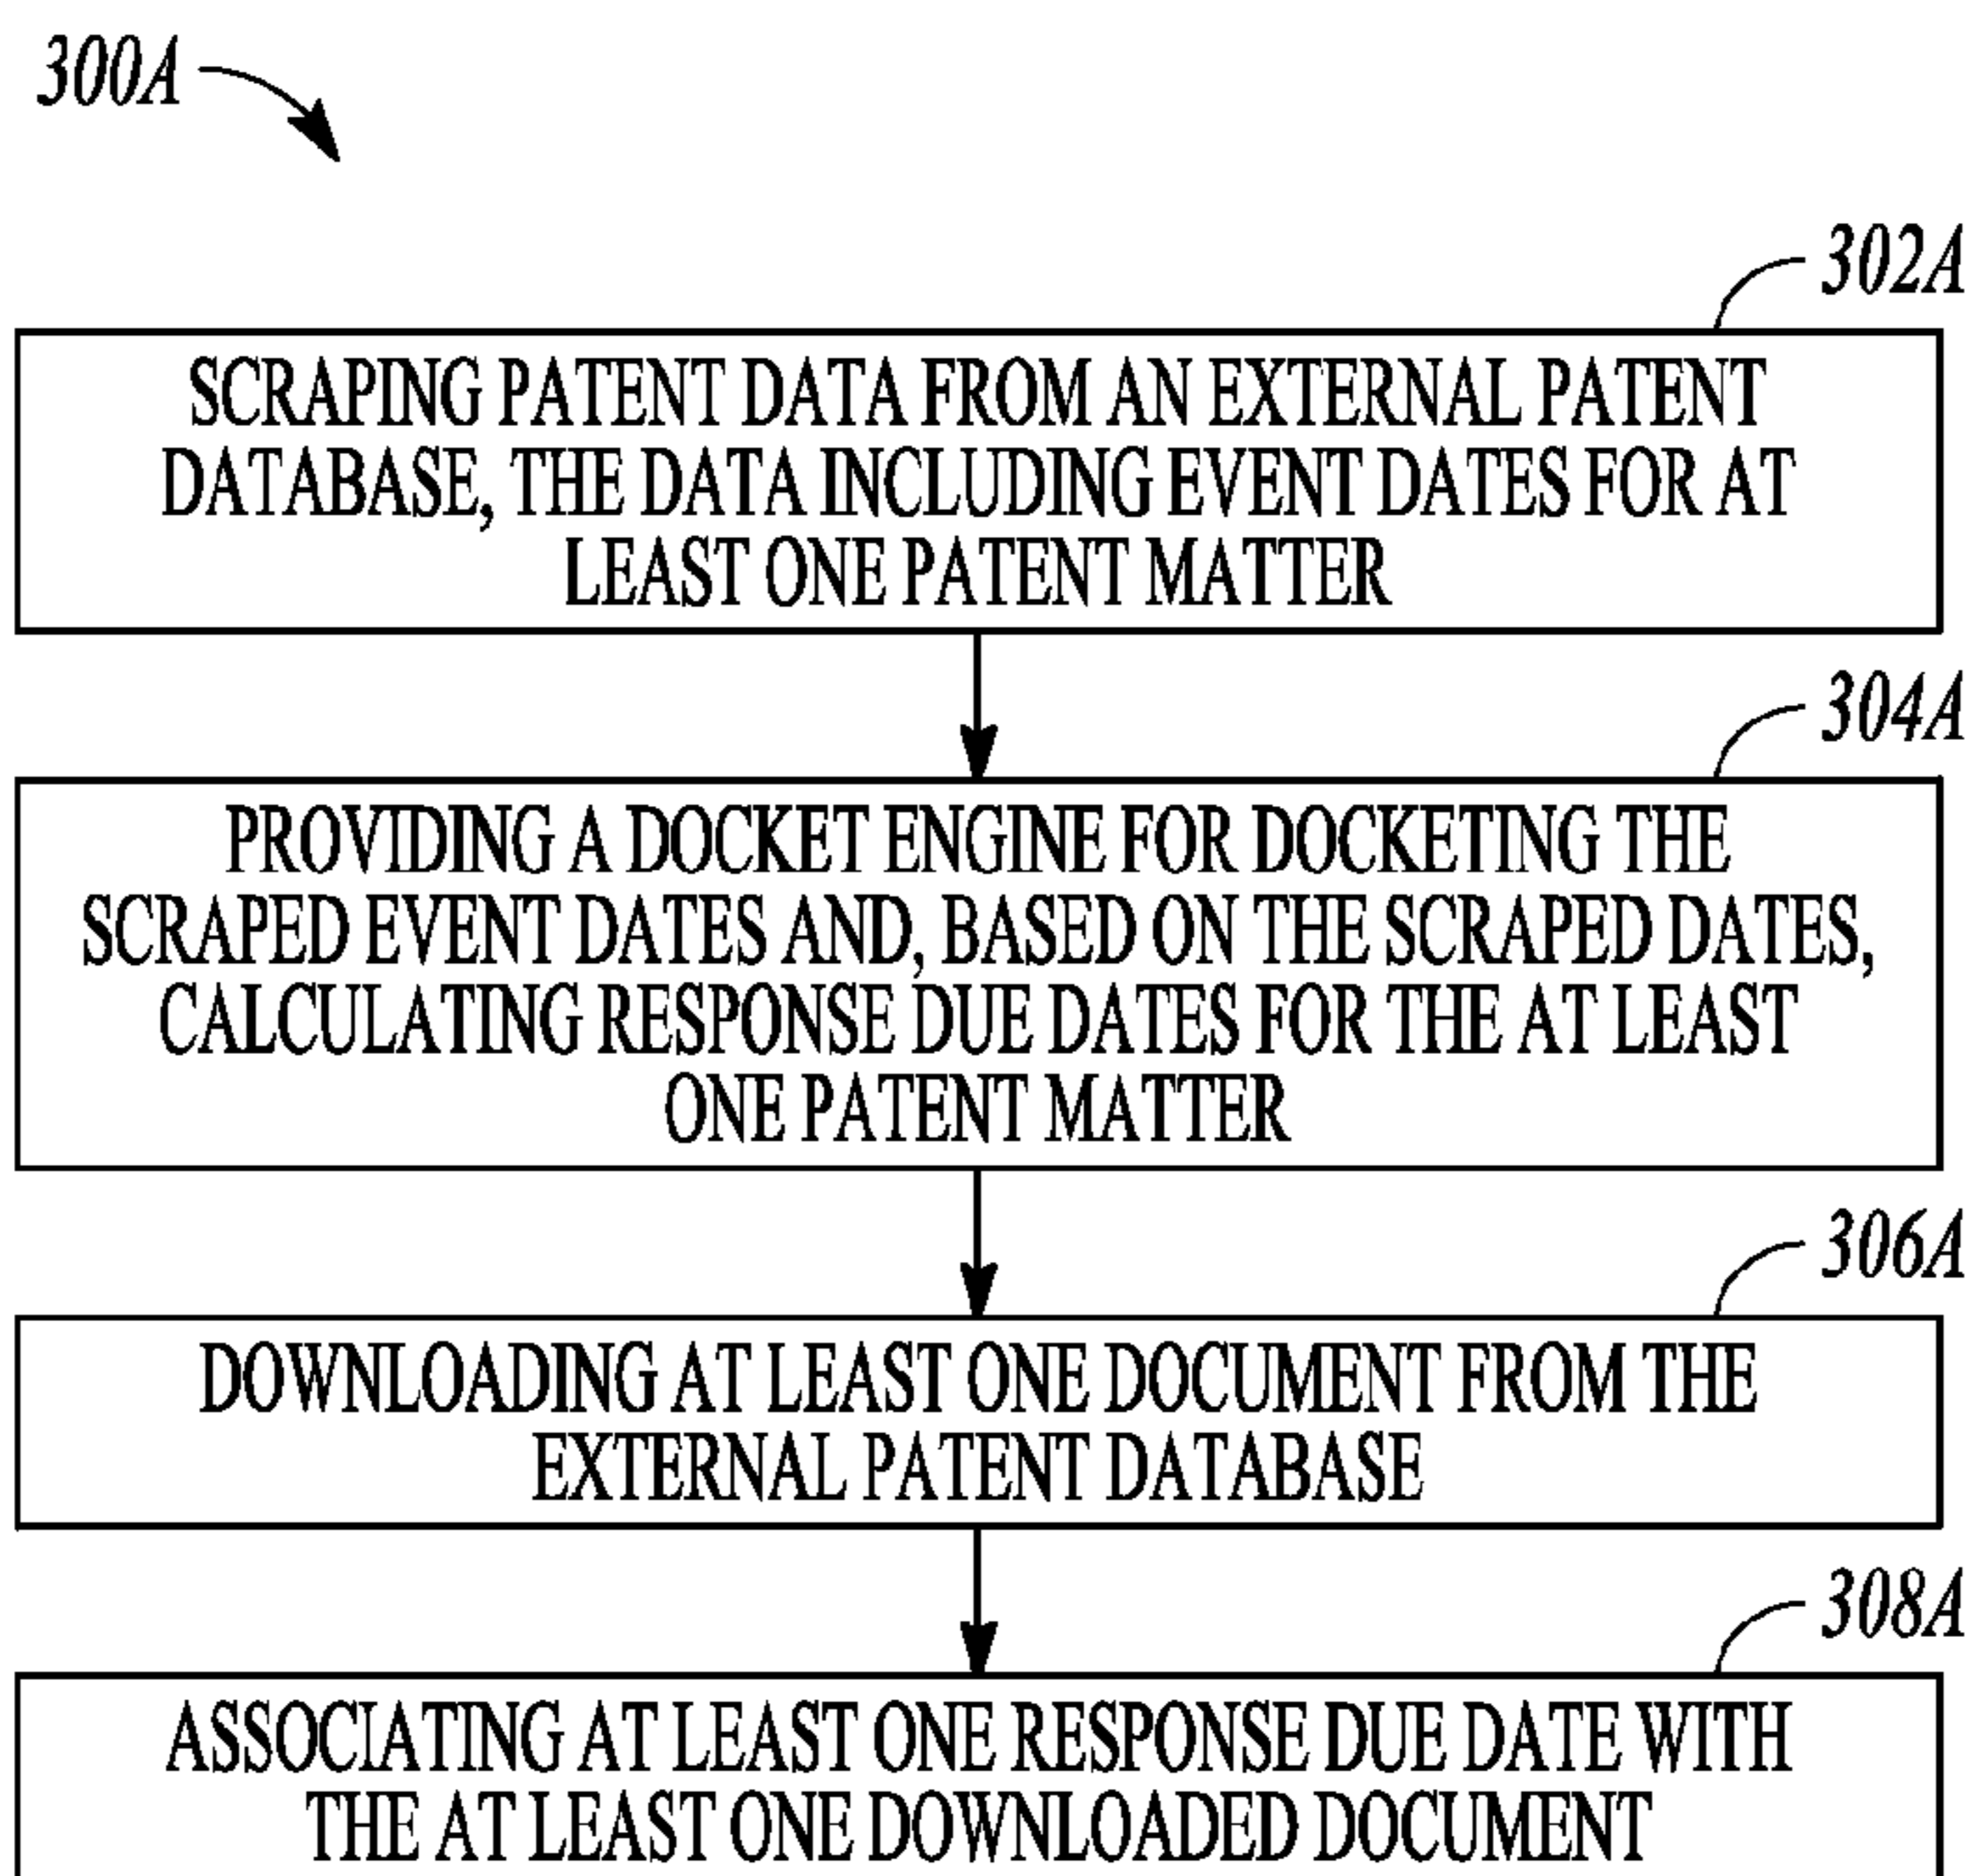 300A
302A
SCRAPING PATENT DATA FROM AN EXTERNAL PATENT
DATABASE, THE DATA INCLUDING EVENT DATES FOR AT
LEAST ONE PATENT MATTER
304A
PROVIDING A DOCKET ENGINE FOR DOCKETING THE
SCRAPED EVENT DATES AND, BASED ON THE SCRAPED DATES,
CALCULATING RESPONSE DUE DATES FOR THE AT LEAST
ONE PATENT MATTER
306A
DOWNLOADING AT LEAST ONE DOCUMENT FROM THE
EXTERNAL PATENT DATABASE
308A
ASSOCIATING AT LEAST ONE RESPONSE DUE DATE WITH
THE AT LEAST ONE DOWNLOADED DOCUMENT